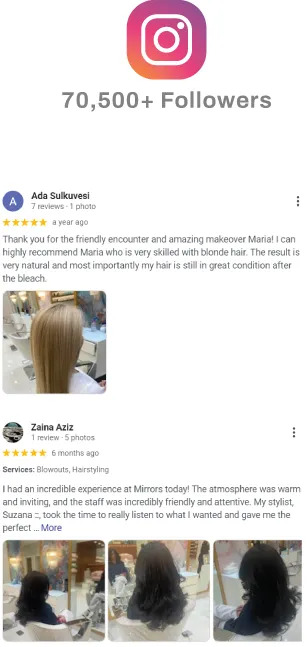 70,500+ Followers
A
Ada Sulkuvesi
7 reviews · 1 photo
★★★★★ a year ago
Thank you for the friendly encounter and amazing makeover Maria! I can
highly recommend Maria who is very skilled with blonde hair. The result is
very natural and most importantly my hair is still in great condition after
the bleach.
Zaina Aziz
1 review · 5 photos
★★★★★ 6 months ago
Services: Blowouts, Hairstyling
I had an incredible experience at Mirrors today! The atmosphere was warm
and inviting, and the staff was incredibly friendly and attentive. My stylist,
Suzana :;, took the time to really listen to what I wanted and gave me the
perfect ... More